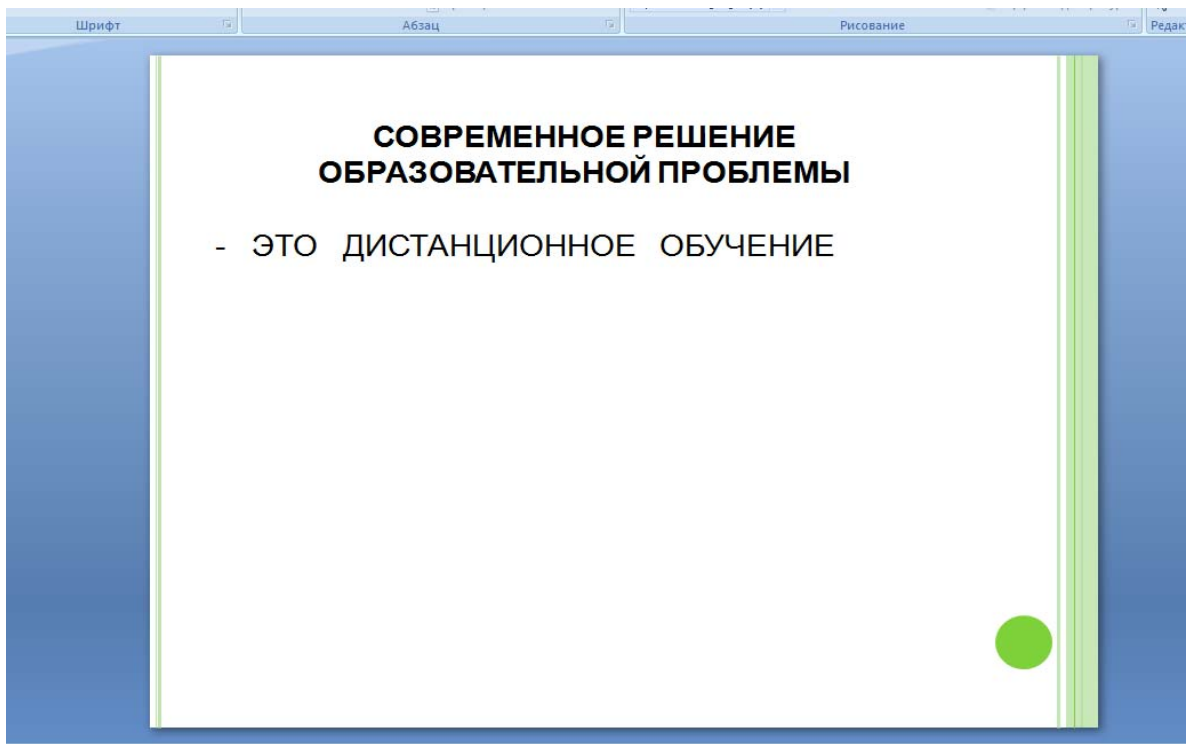 Шрифт Абзац Рисование Редак
СОВРЕМЕННОЕ РЕШЕНИЕ
ОБРАЗОВАТЕЛЬНОЙ ПРОБЛЕМЫ
- ЭТО ДИСТАНЦИОННОЕ ОБУЧЕНИЕ